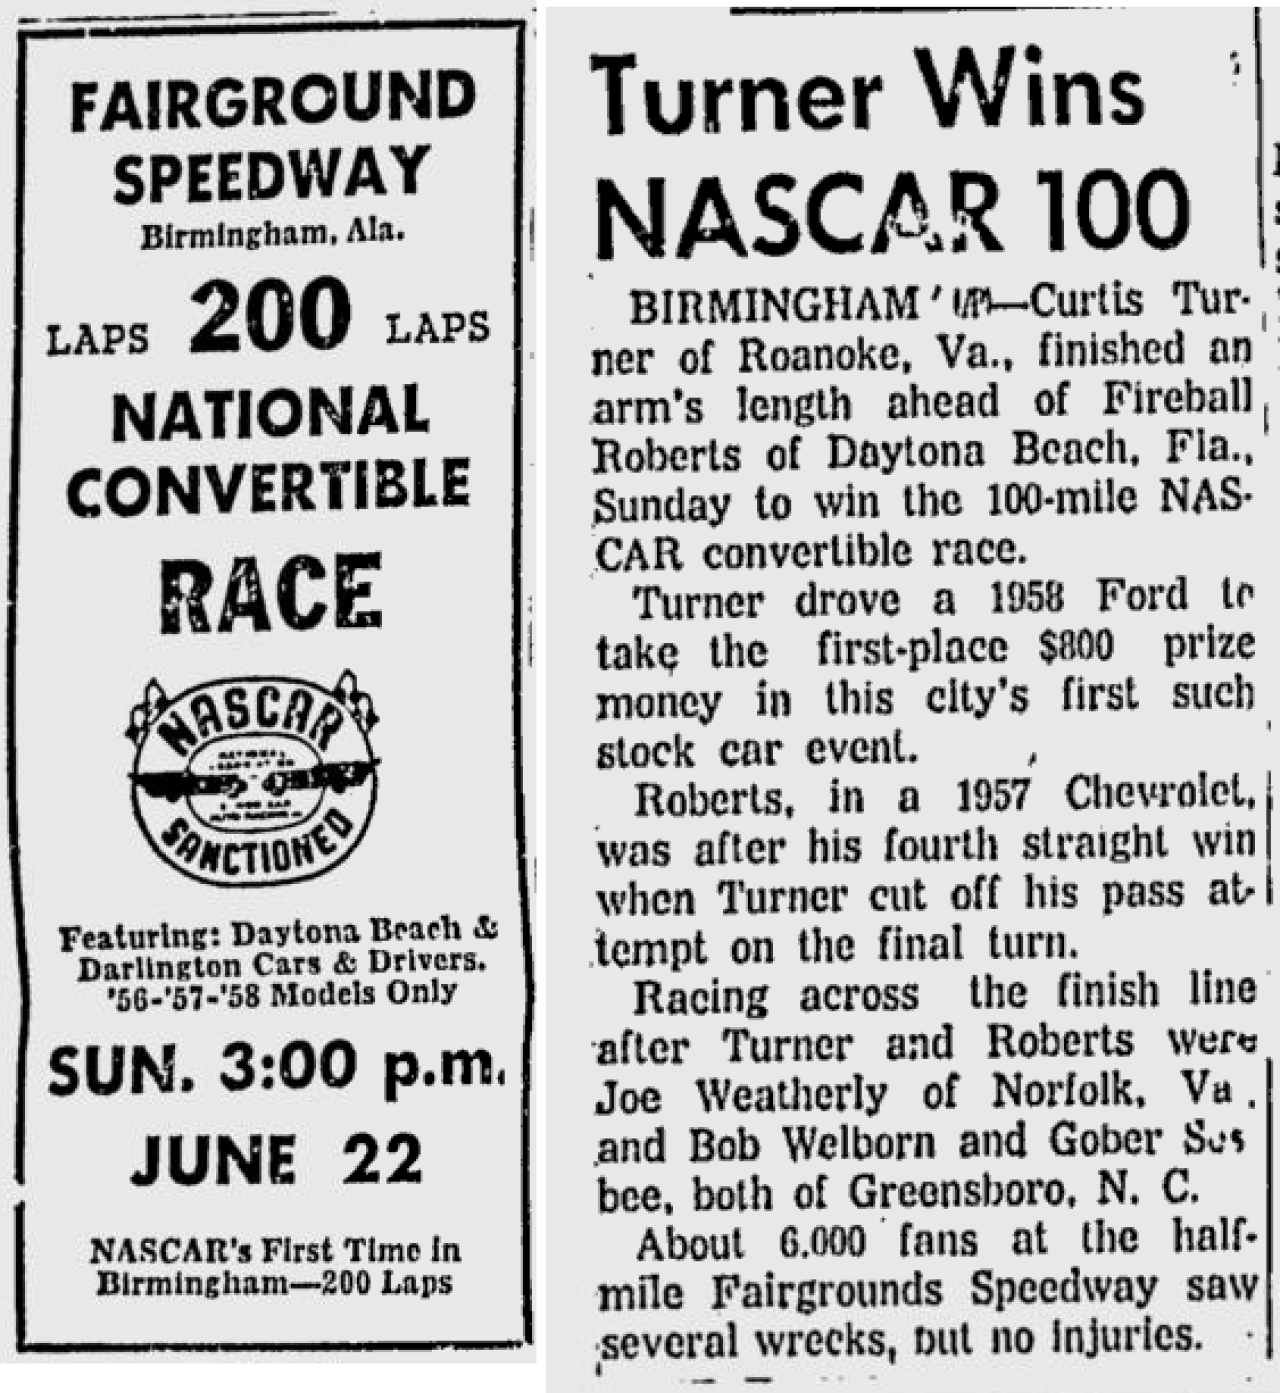 FAIRGROUND
SPEEDWAY
Birmingham, Ala.
LAPS 200 LAPS
NATIONAL
CONVERTIBLE
RACE
NASCAR
SANCTIONED
Featuring: Daytona Beach &
Darlington Cars & Drivers.
'56-'57-'58 Models Only
SUN. 3:00 p.m.
JUNE 22
NASCAR's First Time in
Birmingham—200 Laps
Turner Wins
NASCAR 100
BIRMINGHAM —Curtis Tur-
ner of Roanoke, Va., finished an
arm's length ahead of Fireball
Roberts of Daytona Beach, Fla.,
Sunday to win the 100-mile NAS-
CAR convertible race.
Turner drove a 1958 Ford to
take the first-place $800 prize
money in this city's first such
stock car event.
Roberts, in a 1957 Chevrolet,
was after his fourth straight win
when Turner cut off his pass at-
tempt on the final turn.
Racing across the finish line
after Turner and Roberts were
Joe Weatherly of Norfolk, Va.
and Bob Welborn and Gober Sos
bee, both of Greensboro, N. C.
About 6,000 fans at the half-
mile Fairgrounds Speedway saw
several wrecks, but no injuries.